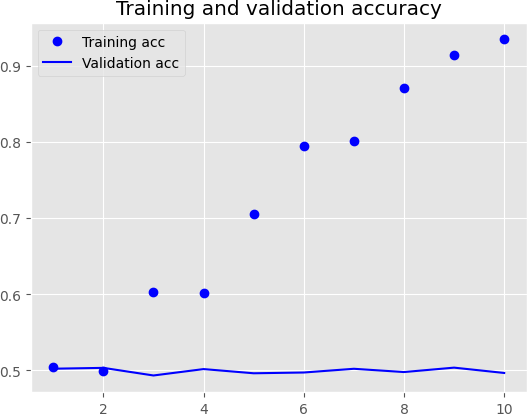 Training and validation accuracy
Training acc
Validation acc
0.9
0.8
0.7
0.6
0.5
2 4 6 8 10